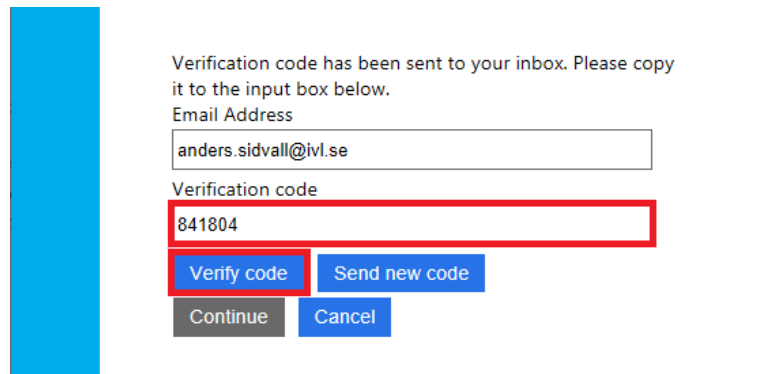 Verification code has been sent to your inbox. Please copy
it to the input box below.
Email Address
anders.sidvall@ivl.se
Verification code
841804
Verify code Send new code
Continue Cancel